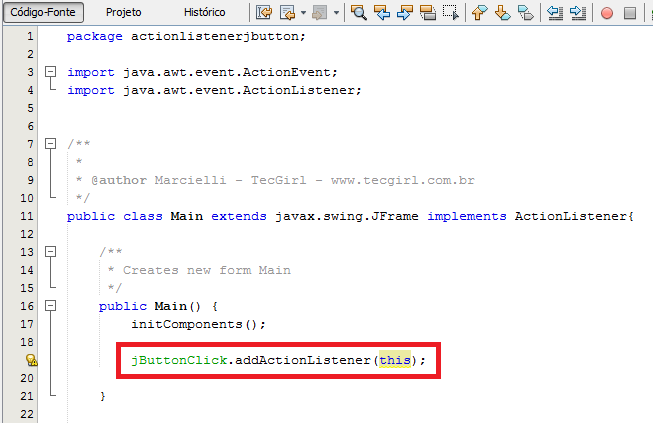 Código-Fonte Projeto Histórico
1 package actionlistenerjbutton;
2
3 import java.awt.event.ActionEvent;
4 import java.awt.event.ActionListener;
5
6
7 /**
8 *
9 * @author Marcielli - TecGirl - www.tecgirl.com.br
10 */
11 public class Main extends javax.swing.JFrame implements ActionListener{
12
13 /**
14 * Creates new form Main
15 */
16 public Main() {
17 initComponents();
18
jButtonClick.addActionListener(this);
20
21 }
22